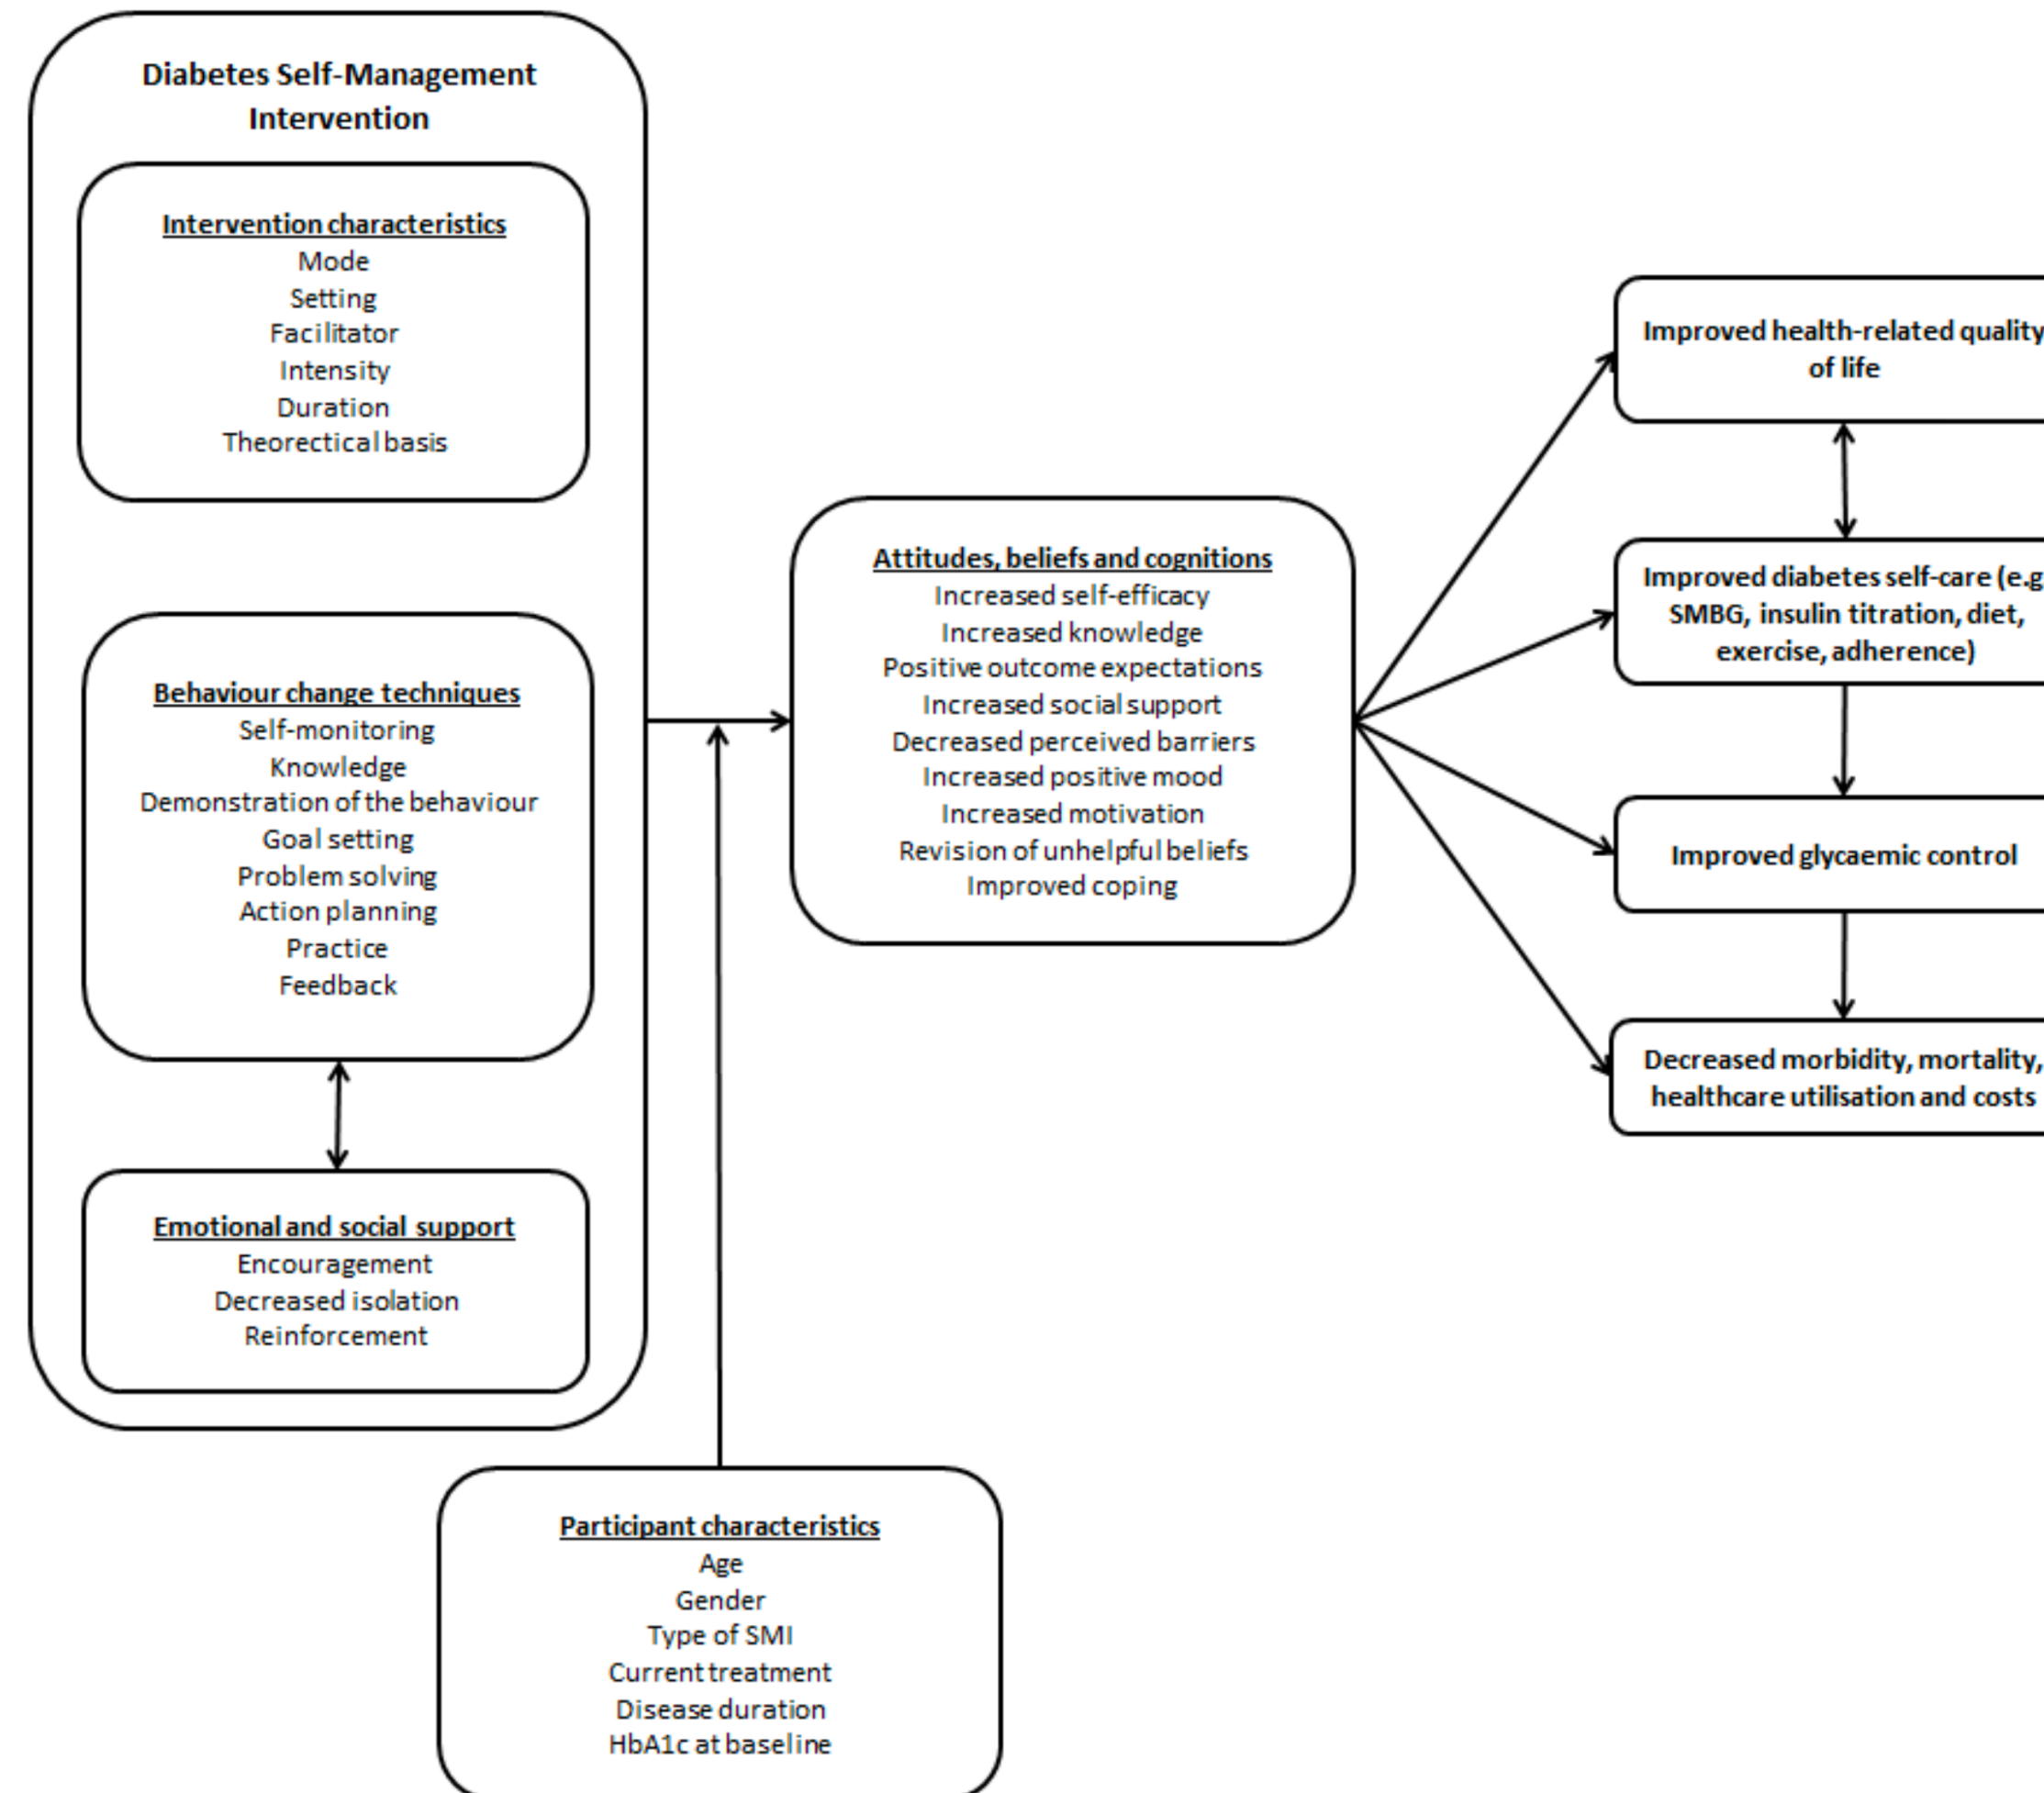 Diabetes Self-Management
Intervention
Intervention characteristics
Mode
Setting
Facilitator
Intensity
Duration
Theorectical basis
Behaviour change techniques
Self-monitoring
Knowledge
Demonstration of the behaviour
Goal setting
Problem solving
Action planning
Practice
Feedback
Emotional and social support
Encouragement
Decreased isolation
Reinforcement
Participant characteristics
Age
Gender
Type of SMI
Current treatment
Disease duration
HbA1c at baseline
Attitudes, beliefs and cognitions
Increased self-efficacy
Increased knowledge
Positive outcome expectations
Increased social support
Decreased perceived barriers
Increased positive mood
Increased motivation
Revision of unhelpful beliefs
Improved coping
Improved health-related quality
of life
Improved diabetes self-care (e.g
SMBG, insulin titration, diet,
exercise, adherence)
Improved glycaemic control
Decreased morbidity, mortality,
healthcare utilisation and costs